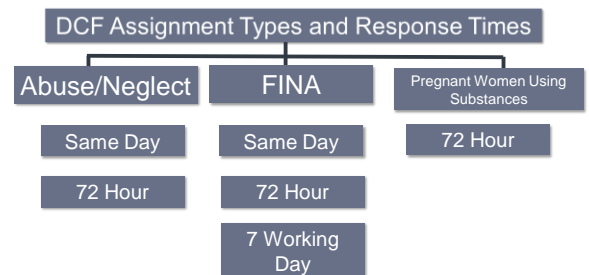 DCF Assignment Types and Response Times
Abuse/Neglect
Same Day
72 Hour
FINA
Same Day
72 Hour
7 Working
Day
Pregnant Women Using
Substances
72 Hour